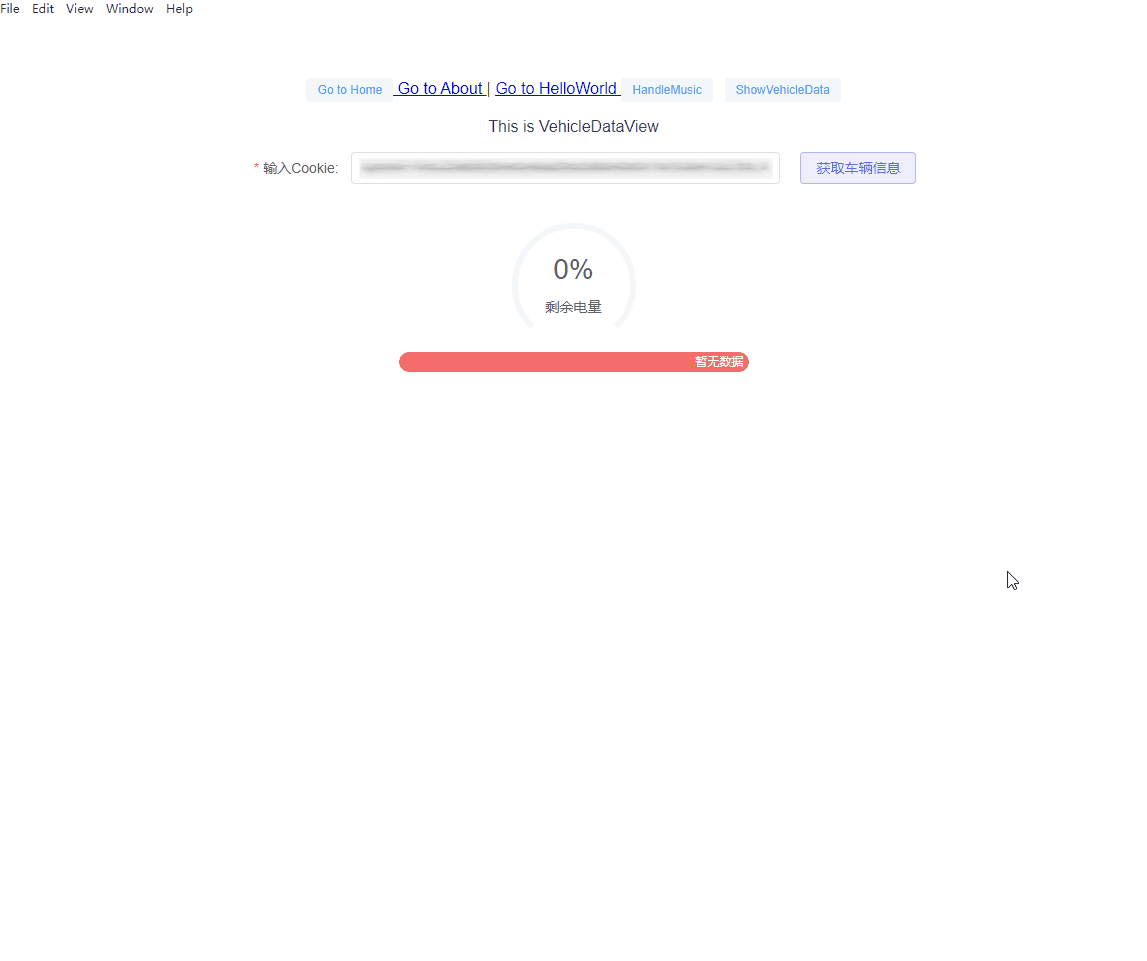 File Edit View Window Help
Go to Home Go to About | Go to HelloWorld HandleMusic ShowVehicleData
This is VehicleDataView
* 输入Cookie: 获取车辆信息
0%
剩余电量
暂无数据